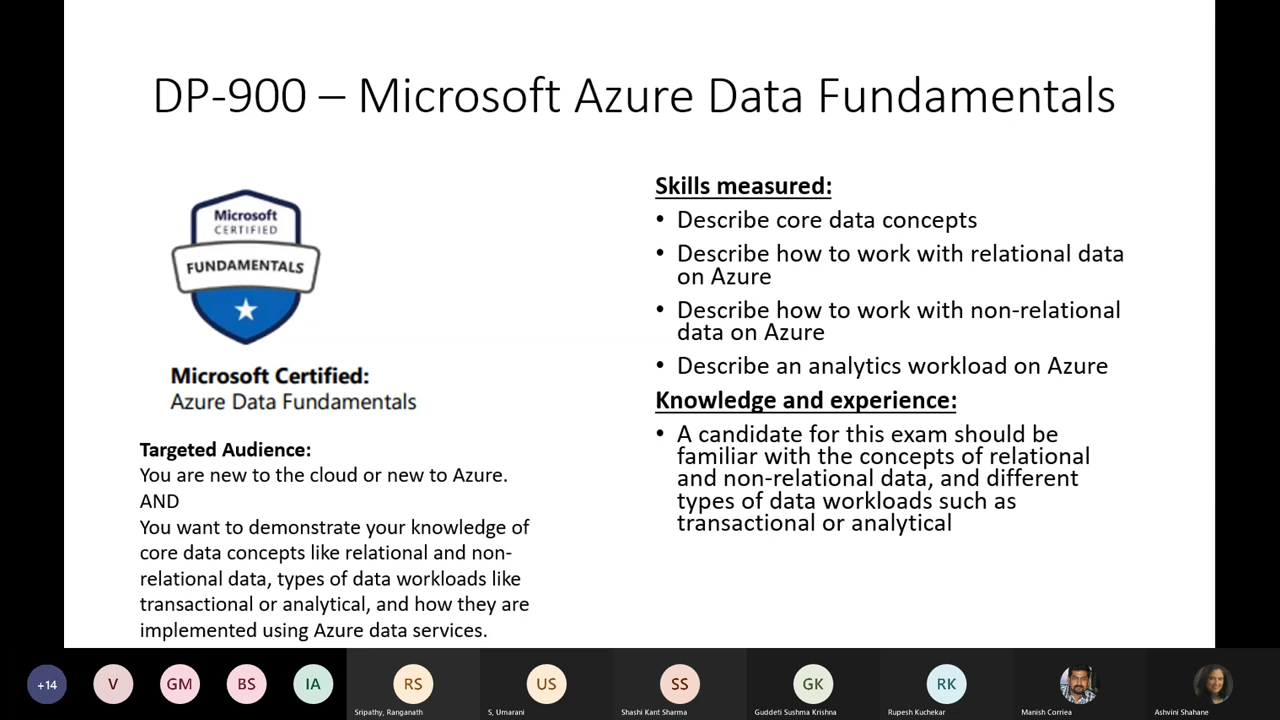 DP-900 – Microsoft Azure Data Fundamentals
Microsoft
CERTIFIED
FUNDAMENTALS
Microsoft Certified:
Azure Data Fundamentals
Targeted Audience:
You are new to the cloud or new to Azure.
AND
You want to demonstrate your knowledge of
core data concepts like relational and non-
relational data, types of data workloads like
transactional or analytical, and how they are
implemented using Azure data services.
Skills measured:
• Describe core data concepts
• Describe how to work with relational data
on Azure
• Describe how to work with non-relational
data on Azure
• Describe an analytics workload on Azure
Knowledge and experience:
• A candidate for this exam should be
familiar with the concepts of relational
and non-relational data, and different
types of data workloads such as
transactional or analytical
+14
V
GM
BS
IA
RS
US
SS
GK
RK
Sripathy, Ranganath
S, Umarani
Shashi Kant Sharma
Guddeti Sushma Krishna
Rupesh Kuchekar
Manish Corriea
Ashvini Shahane